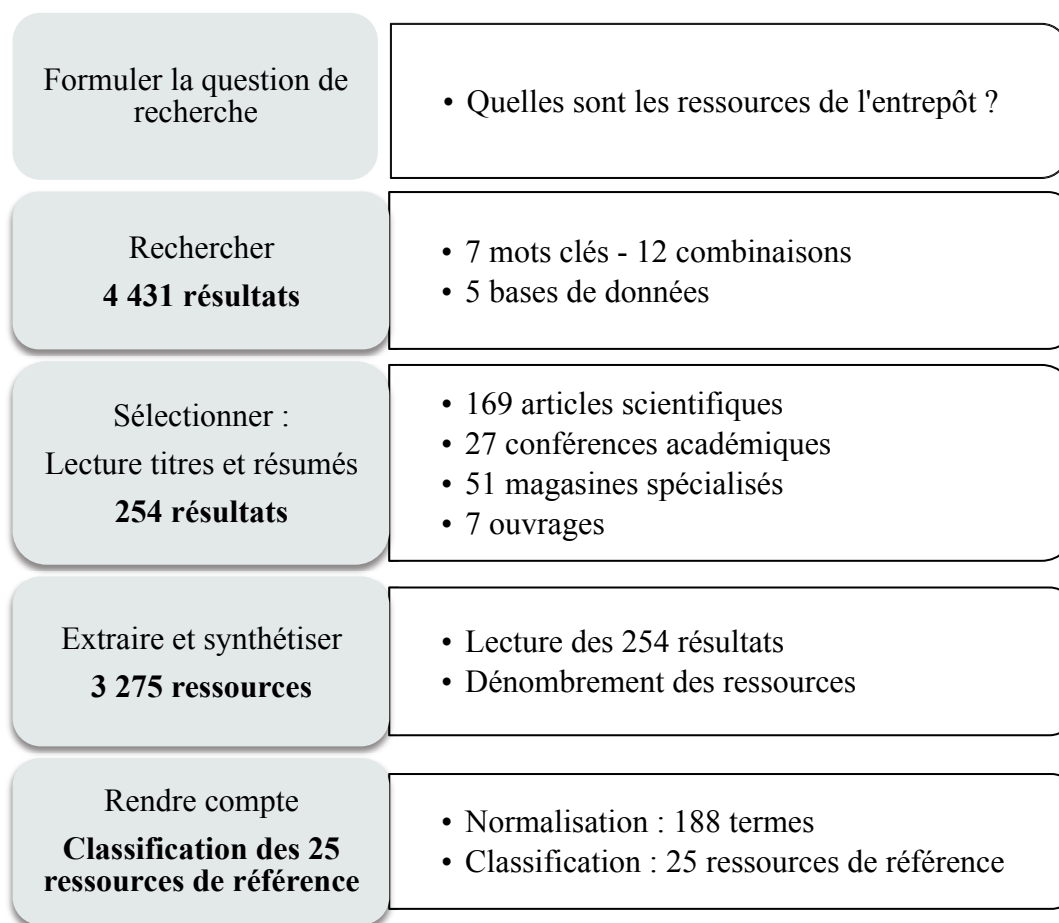 Formuler la question de
recherche
• Quelles sont les ressources de l'entrepôt ?
Rechercher
4 431 résultats
• 7 mots clés - 12 combinaisons
• 5 bases de données
Sélectionner :
Lecture titres et résumés
254 résultats
• 169 articles scientifiques
• 27 conférences académiques
• 51 magasines spécialisés
• 7 ouvrages
Extraire et synthétiser
3 275 ressources
• Lecture des 254 résultats
• Dénombrement des ressources
Rendre compte
Classification des 25
ressources de référence
• Normalisation : 188 termes
• Classification : 25 ressources de référence